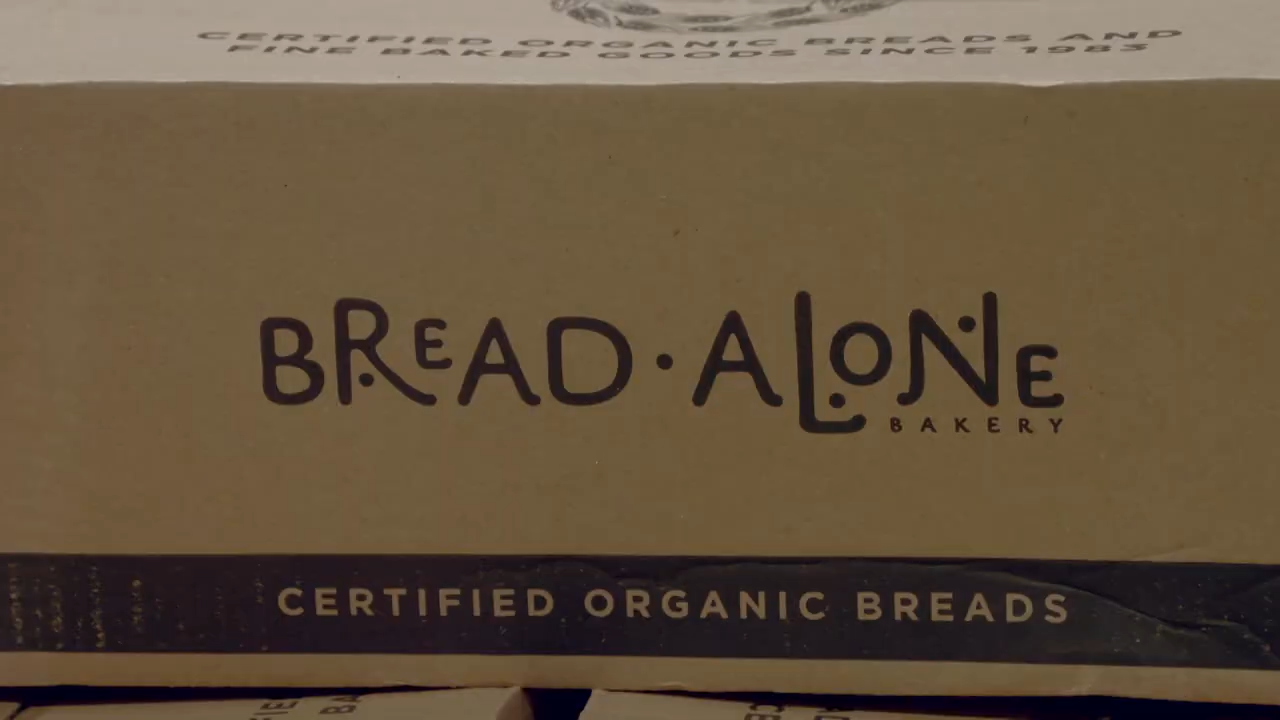 CERTIFIED ORGANIC BREADS AND
FINE BAKED GOODS SINCE 1983
BREAD · ALONE
BAKERY
CERTIFIED ORGANIC BREADS